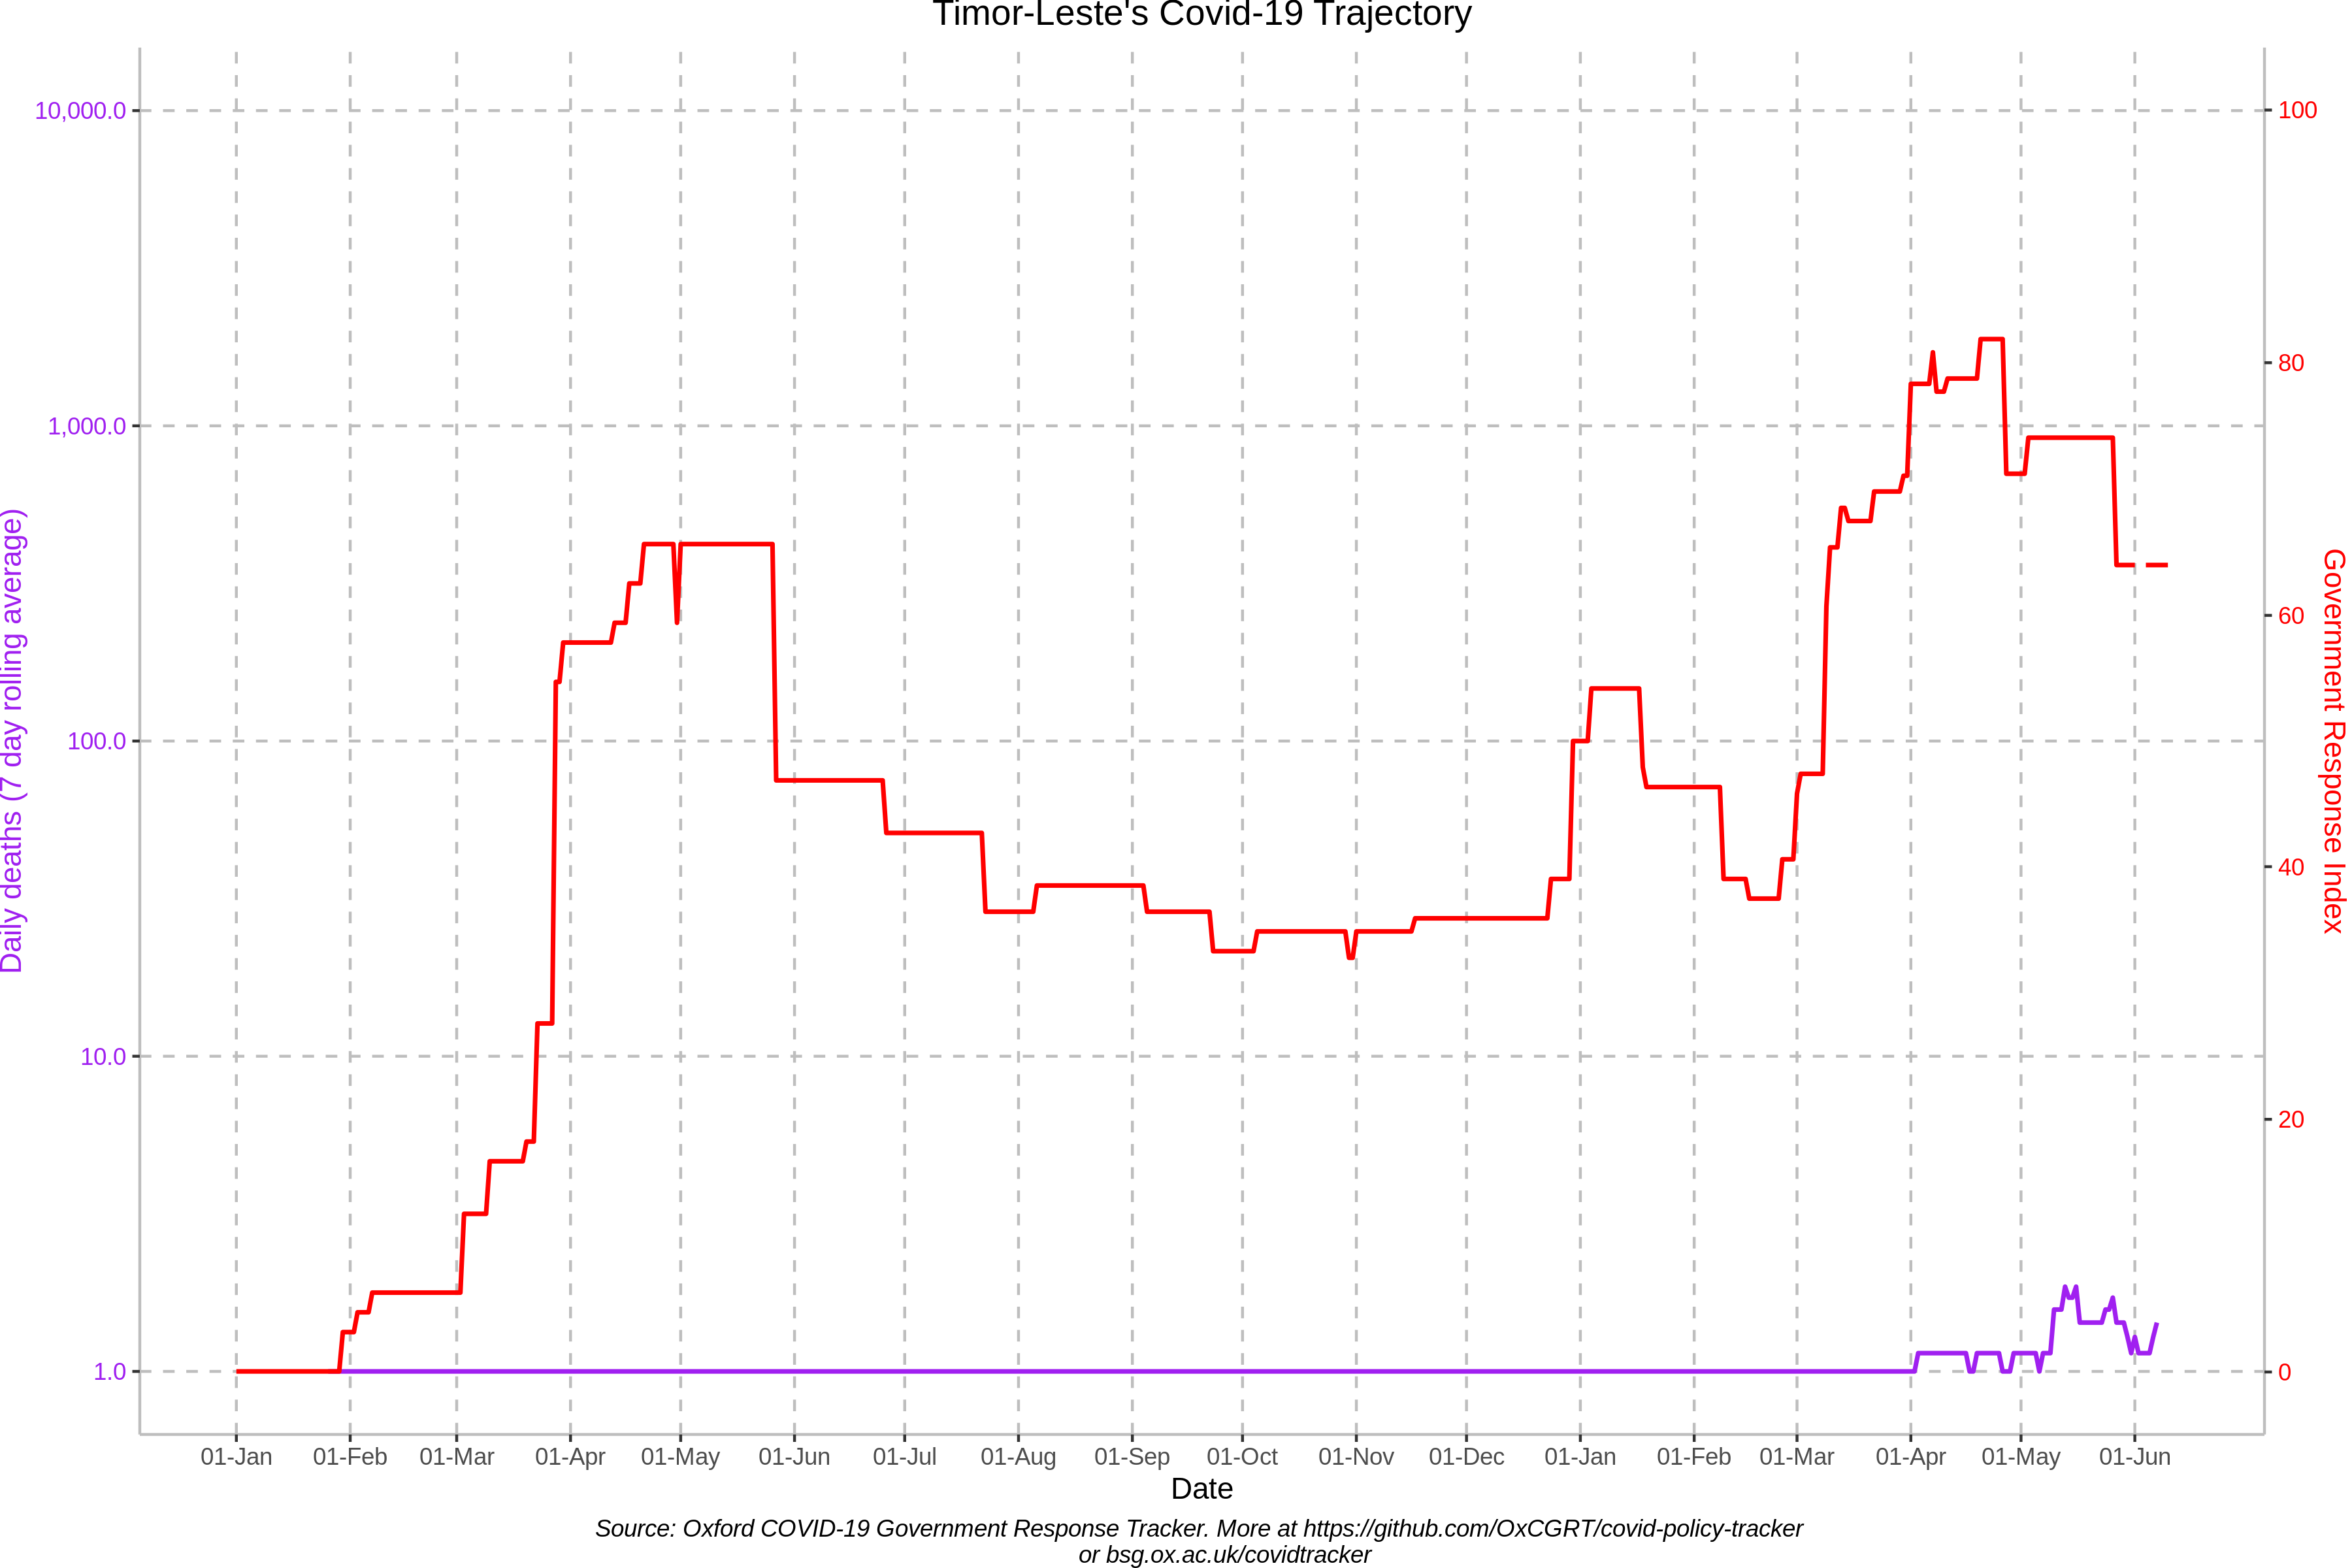 Timor-Leste's Covid-19 Trajectory
10,000.0
1,000.0
100.0
10.0
1.0
Daily deaths (7 day rolling average)
100
80
60
40
20
0
Government Response Index
01-Jan 01-Feb 01-Mar 01-Apr 01-May 01-Jun 01-Jul 01-Aug 01-Sep 01-Oct 01-Nov 01-Dec 01-Jan 01-Feb 01-Mar 01-Apr 01-May 01-Jun
Date
Source: Oxford COVID-19 Government Response Tracker. More at https://github.com/OxCGRT/covid-policy-tracker
or bsg.ox.ac.uk/covidtracker